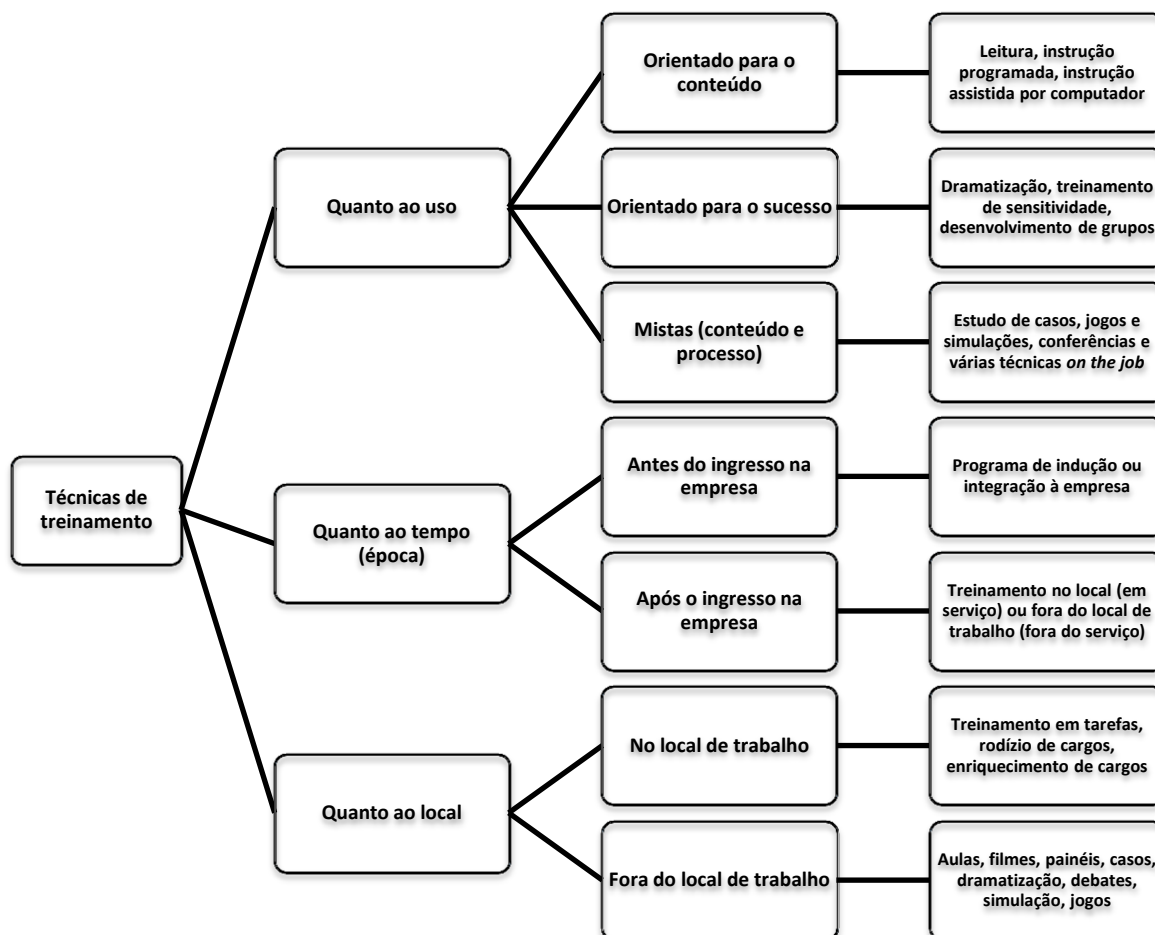 Técnicas de
treinamento
Quanto ao uso
Orientado para o
conteúdo
Leitura, instrução
programada, instrução
assistida por computador
Orientado para o sucesso
Dramatização, treinamento
de sensitividade,
desenvolvimento de grupos
Mistas (conteúdo e
processo)
Estudo de casos, jogos e
simulações, conferências e
várias técnicas on the job
Quanto ao tempo
(época)
Antes do ingresso na
empresa
Programa de indução ou
integração à empresa
Após o ingresso na
empresa
Treinamento no local (em
serviço) ou fora do local de
trabalho (fora do serviço)
Quanto ao local
No local de trabalho
Treinamento em tarefas,
rodízio de cargos,
enriquecimento de cargos
Fora do local de trabalho
Aulas, filmes, painéis, casos,
dramatização, debates,
simulação, jogos